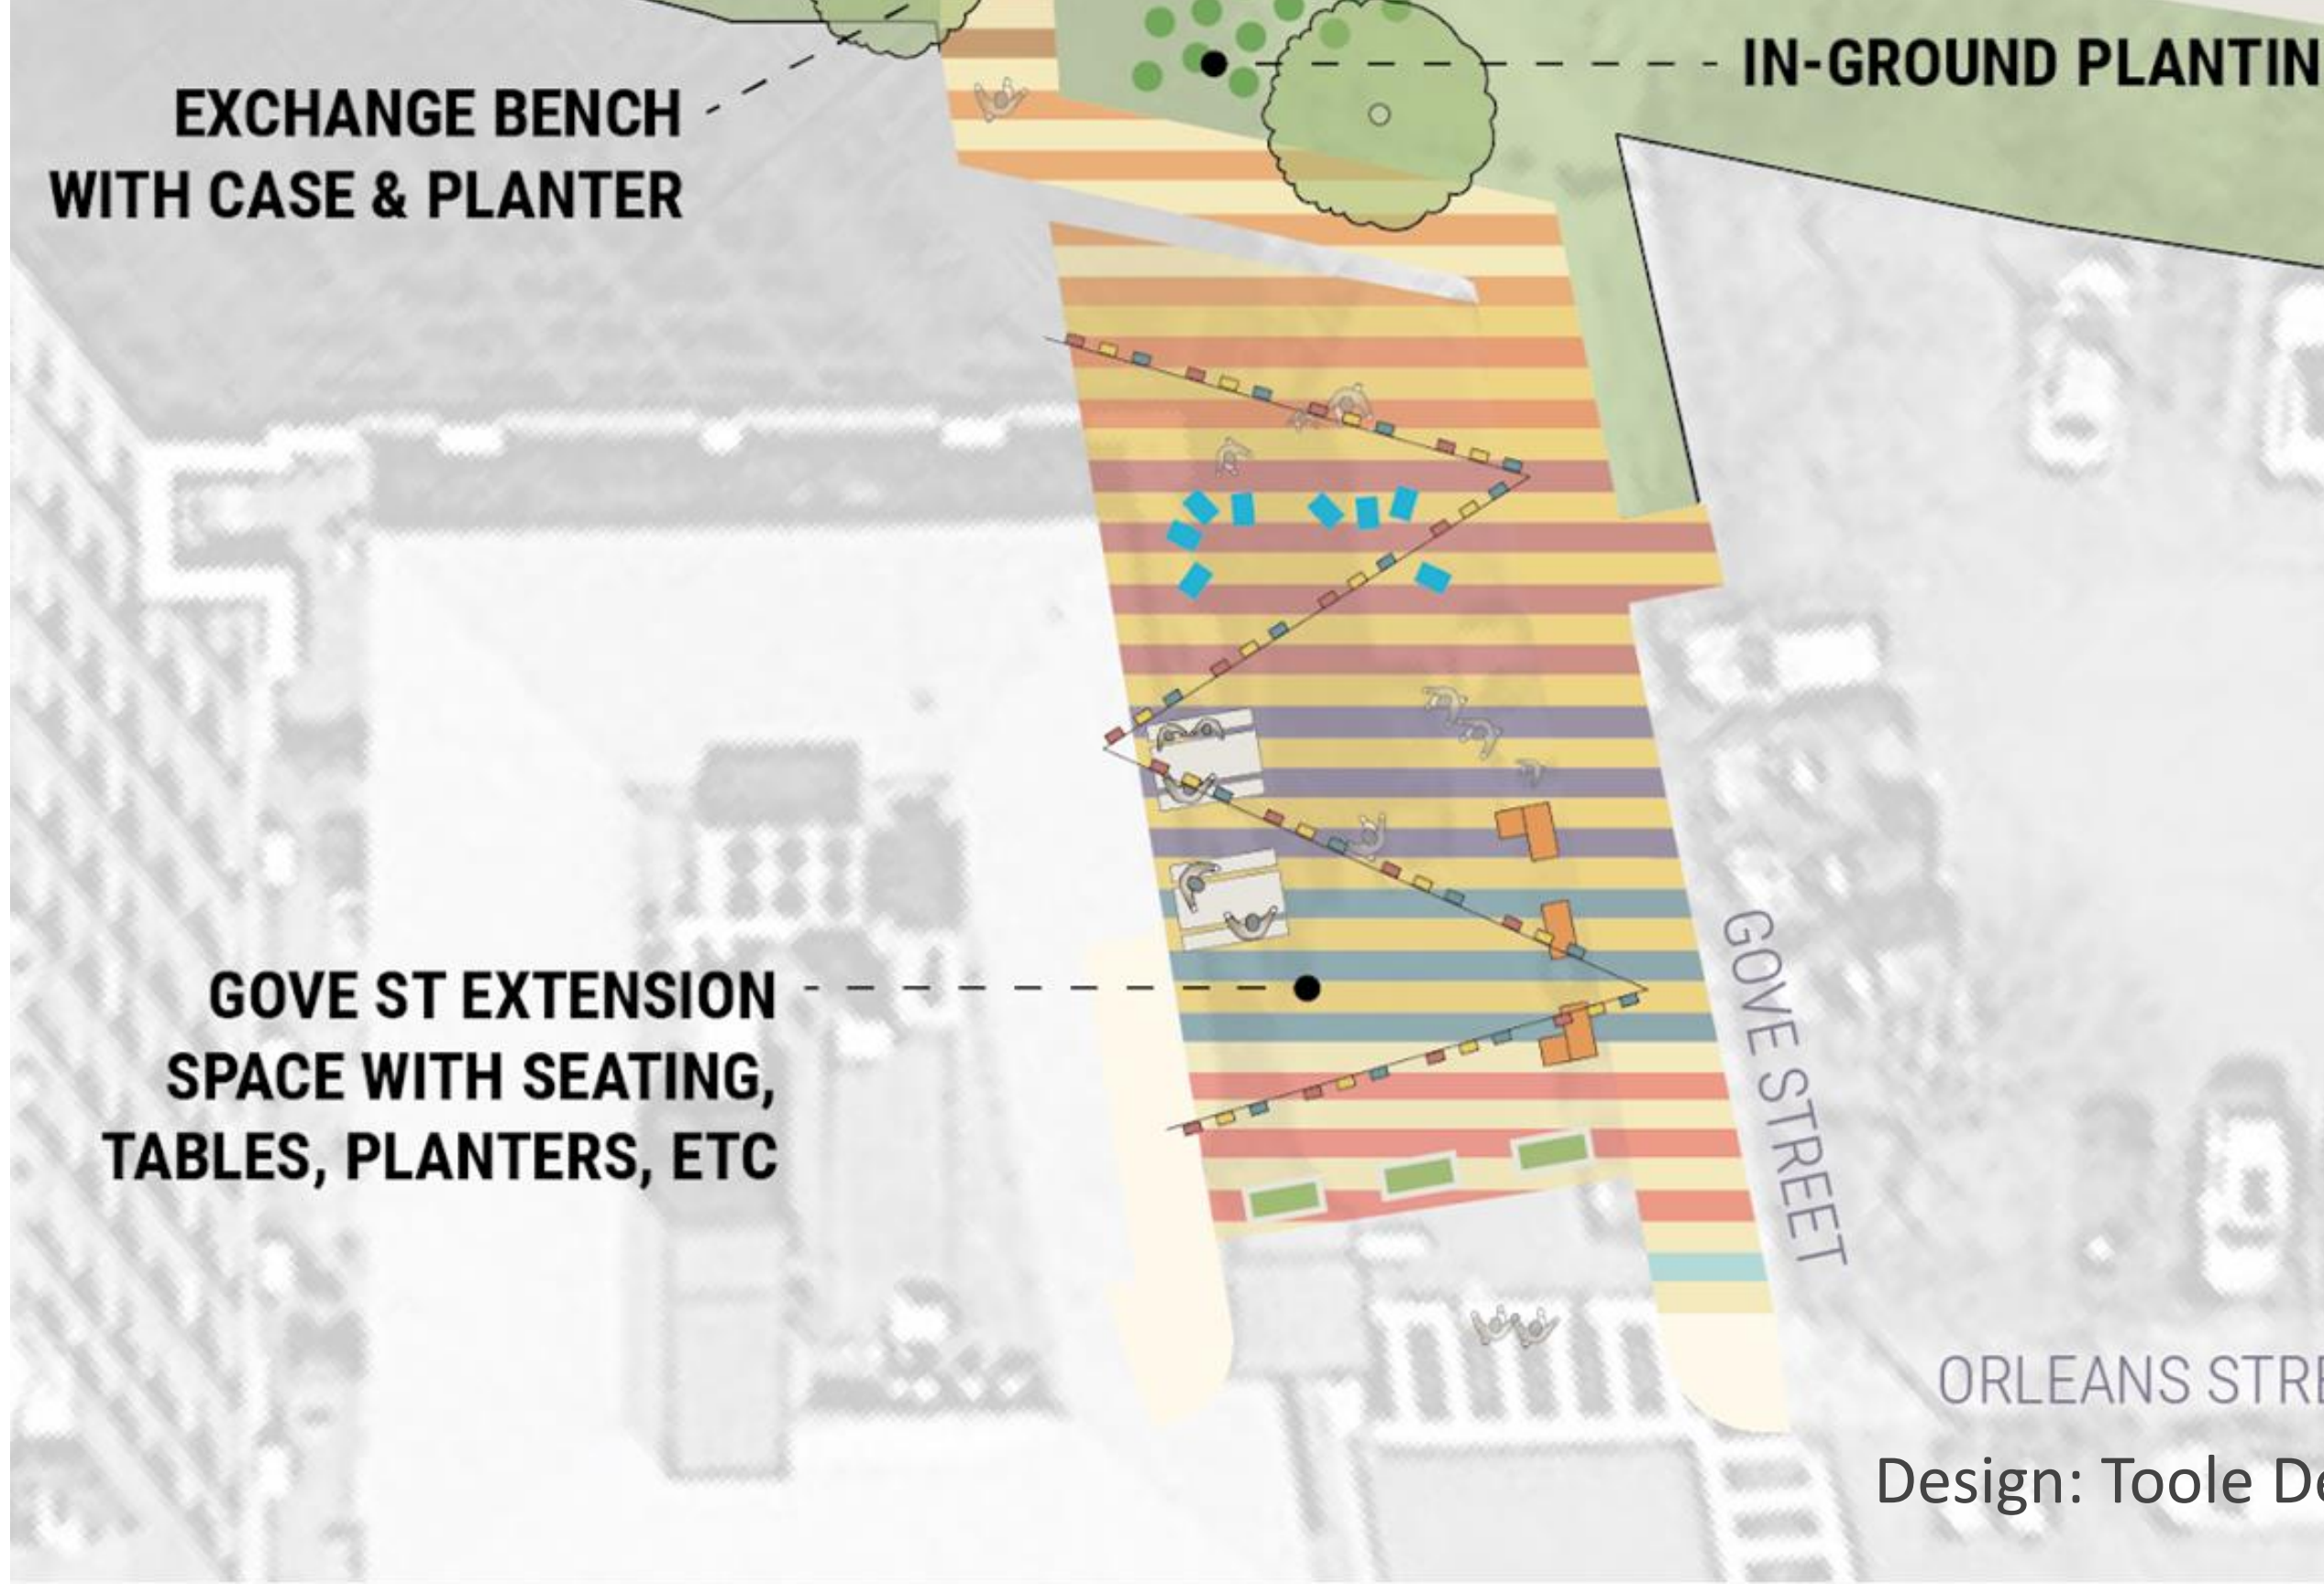 IN-GROUND PLANTIN
EXCHANGE BENCH
WITH CASE & PLANTER
GOVE ST EXTENSION
SPACE WITH SEATING,
TABLES, PLANTERS, ETC
GOVE STREET
ORLEANS STRE
Design: Toole De